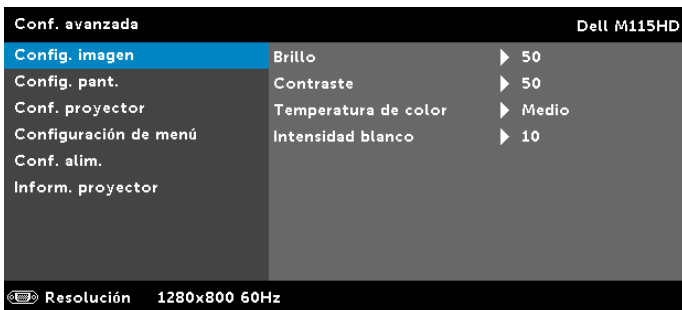 Conf. avanzada Dell M115HD
Config. imagen Brillo 50
Config. pant. Contraste 50
Conf. proyector Temperatura de color Medio
Configuración de menú Intensidad blanco 10
Conf. alim.
Inform. proyector
Resolución 1280x800 60Hz